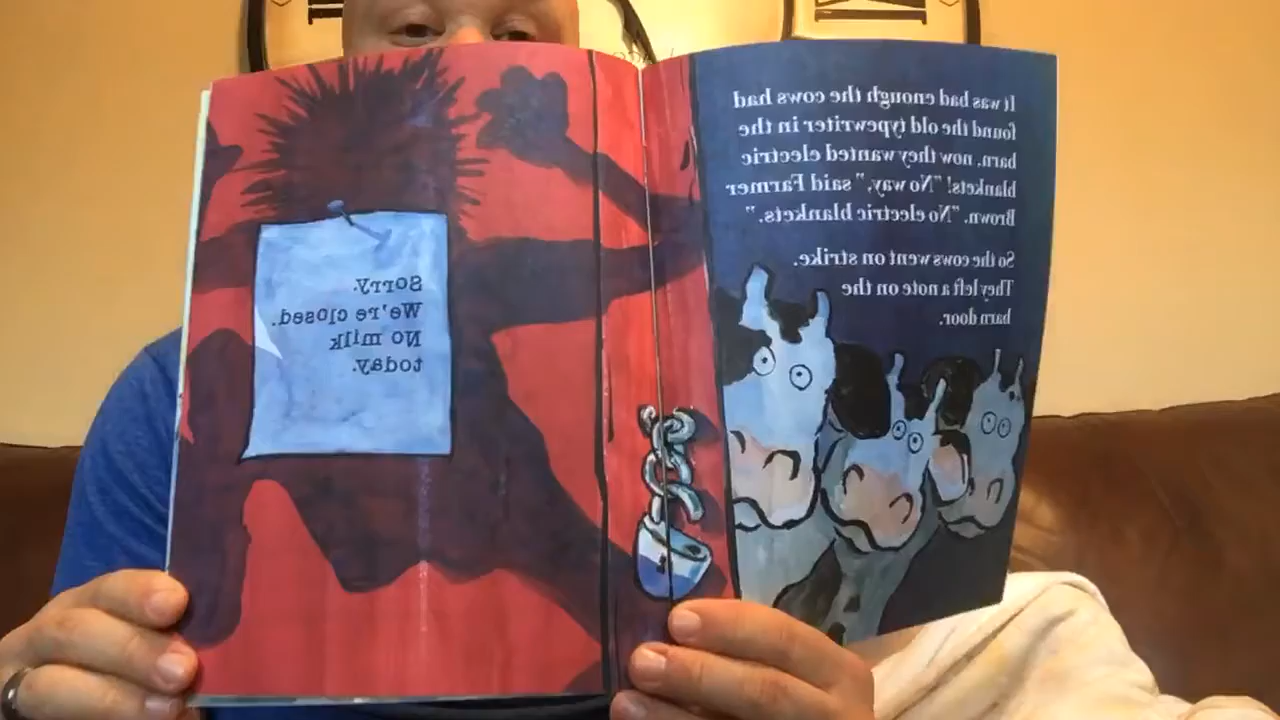 It was bad enough the cows had
found the old typewriter in the
barn, now they wanted electric
blankets! "No way," said Farmer
Brown. "No electric blankets."
So the cows went on strike.
They left a note on the
barn door.
Sorry.
We're closed.
No milk
today.